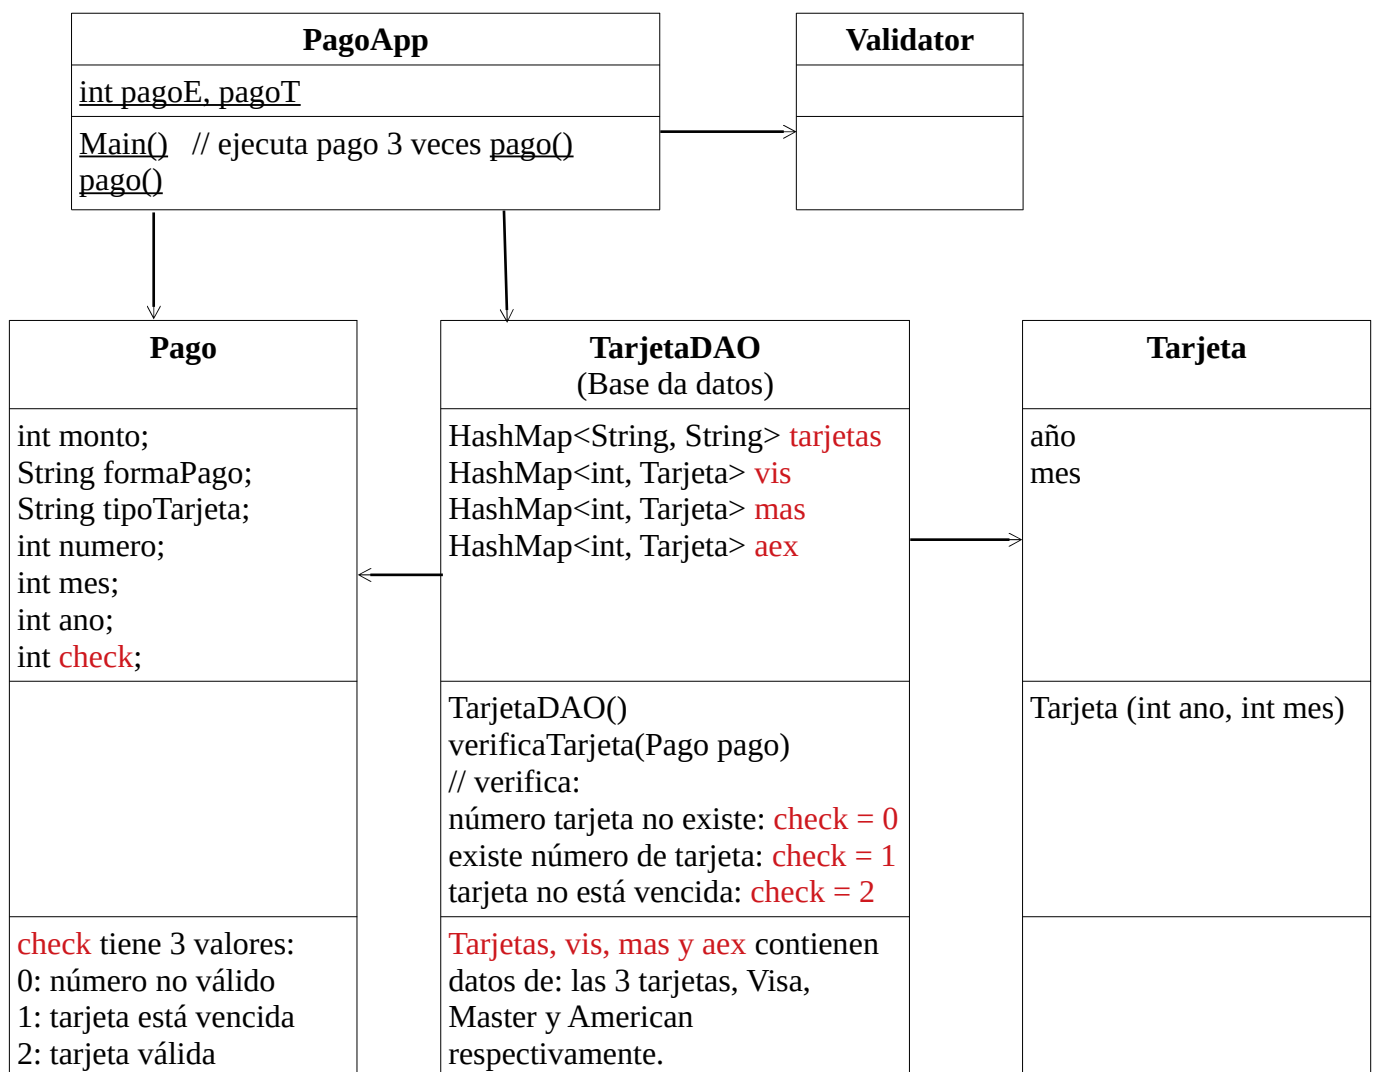 PagoApp
int pagoE, pagoT
Main()   // ejecuta pago 3 veces pago()
pago()
Validator
Pago
int monto;
String formaPago;
String tipoTarjeta;
int numero;
int mes;
int ano;
int check;
check tiene 3 valores:
0: número no válido
1: tarjeta está vencida
2: tarjeta válida
TarjetaDAO
(Base da datos)
HashMap<String, String> tarjetas
HashMap<int, Tarjeta> vis
HashMap<int, Tarjeta> mas
HashMap<int, Tarjeta> aex
TarjetaDAO()
verificaTarjeta(Pago pago)
// verifica:
número tarjeta no existe: check = 0
existe número de tarjeta: check = 1
tarjeta no está vencida: check = 2
Tarjetas, vis, mas y aex contienen
datos de: las 3 tarjetas, Visa,
Master y American
respectivamente.
Tarjeta
año
mes
Tarjeta (int ano, int mes)